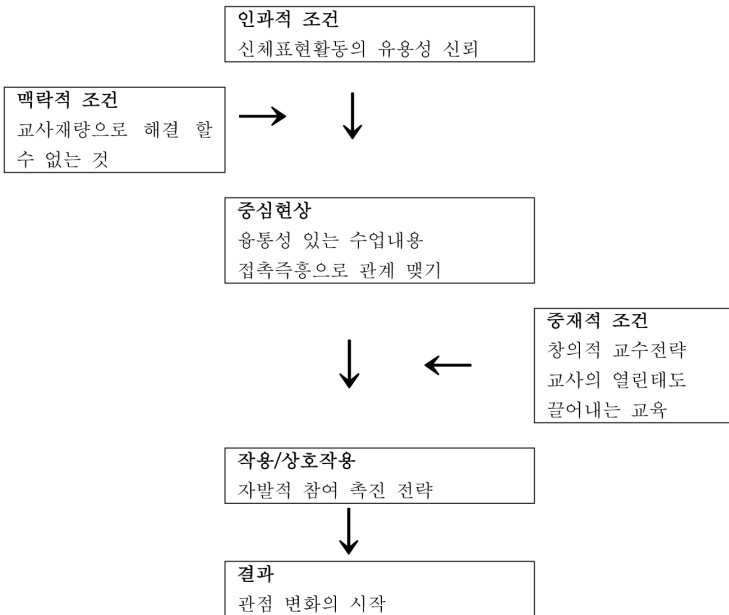 인과적 조건
신체표현활동의 유용성 신뢰
맥락적 조건
교사재량으로 해결 할
수 없는 것
중심현상
융통성 있는 수업내용
접촉즉흥으로 관계 맺기
중재적 조건
창의적 교수전략
교사의 열린태도
끌어내는 교육
작용/상호작용
자발적 참여 촉진 전략
결과
관점 변화의 시작